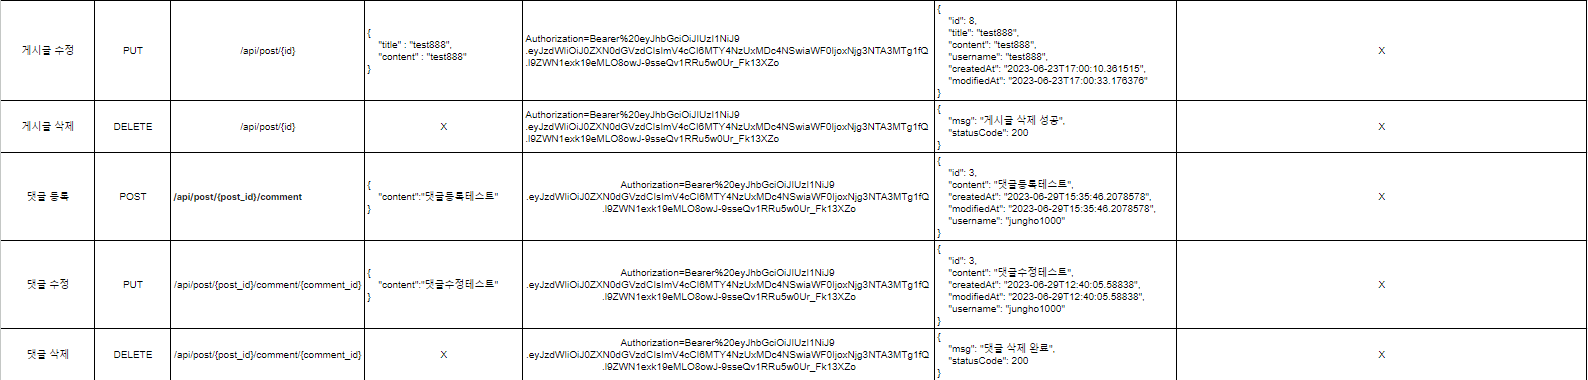 게시글 수정
PUT
/api/post/{id}
{
"title" : "test888",
"content" : "test888"
}
Authorization=Bearer%20eyJhbGciOiJIUzI1NiJ9
.eyJzdWIiOiJ0ZXN0dGVzdCIsImV4cCI6MTY4NzUxMDc4NSwiaWF0IjoxNjg3NTA3MTg1fQ
.l9ZWN1exk19eMLO8owJ-9sseQv1RRu5w0Ur_Fk13XZo
{
"id": 8,
"title": "test888",
"content": "test888",
"username": "test888",
"createdAt": "2023-06-23T17:00:10.361515",
"modifiedAt": "2023-06-23T17:00:33.176376"
}
X
게시글 삭제
DELETE
/api/post/{id}
X
Authorization=Bearer%20eyJhbGciOiJIUzI1NiJ9
.eyJzdWIiOiJ0ZXN0dGVzdCIsImV4cCI6MTY4NzUxMDc4NSwiaWF0IjoxNjg3NTA3MTg1fQ
.l9ZWN1exk19eMLO8owJ-9sseQv1RRu5w0Ur_Fk13XZo
{
"msg": "게시글 삭제 성공",
"statusCode": 200
}
X
댓글 등록
POST
/api/post/{post_id}/comment
{
"content":"댓글등록테스트"
}
Authorization=Bearer%20eyJhbGciOiJIUzI1NiJ9
.eyJzdWIiOiJ0ZXN0dGVzdCIsImV4cCI6MTY4NzUxMDc4NSwiaWF0IjoxNjg3NTA3MTg1fQ
.l9ZWN1exk19eMLO8owJ-9sseQv1RRu5w0Ur_Fk13XZo
{
"id": 3,
"content": "댓글등록테스트",
"createdAt": "2023-06-29T15:35:46.2078578",
"modifiedAt": "2023-06-29T15:35:46.2078578",
"username": "jungho1000"
}
X
댓글 수정
PUT
/api/post/{post_id}/comment/{comment_id}
{
"content":"댓글수정테스트"
}
Authorization=Bearer%20eyJhbGciOiJIUzI1NiJ9
.eyJzdWIiOiJ0ZXN0dGVzdCIsImV4cCI6MTY4NzUxMDc4NSwiaWF0IjoxNjg3NTA3MTg1fQ
.l9ZWN1exk19eMLO8owJ-9sseQv1RRu5w0Ur_Fk13XZo
{
"id": 3,
"content": "댓글수정테스트",
"createdAt": "2023-06-29T12:40:05.58838",
"modifiedAt": "2023-06-29T12:40:05.58838",
"username": "jungho1000"
}
X
댓글 삭제
DELETE
/api/post/{post_id}/comment/{comment_id}
X
Authorization=Bearer%20eyJhbGciOiJIUzI1NiJ9
.eyJzdWIiOiJ0ZXN0dGVzdCIsImV4cCI6MTY4NzUxMDc4NSwiaWF0IjoxNjg3NTA3MTg1fQ
.l9ZWN1exk19eMLO8owJ-9sseQv1RRu5w0Ur_Fk13XZo
{
"msg": "댓글 삭제 완료",
"statusCode": 200
}
X